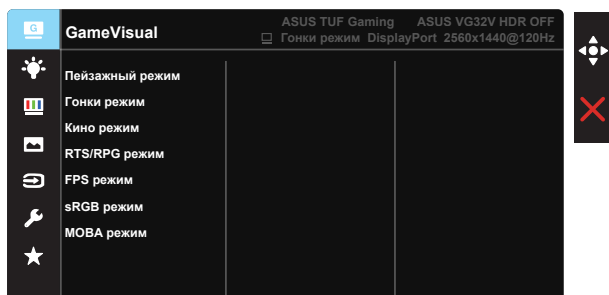 G
GameVisual
ASUS TUF Gaming ASUS VG32V HDR OFF
Гонки режим DisplayPort 2560x1440@120Hz
Пейзажный режим
Гонки режим
Кино режим
RTS/RPG режим
FPS режим
sRGB режим
MOBA режим